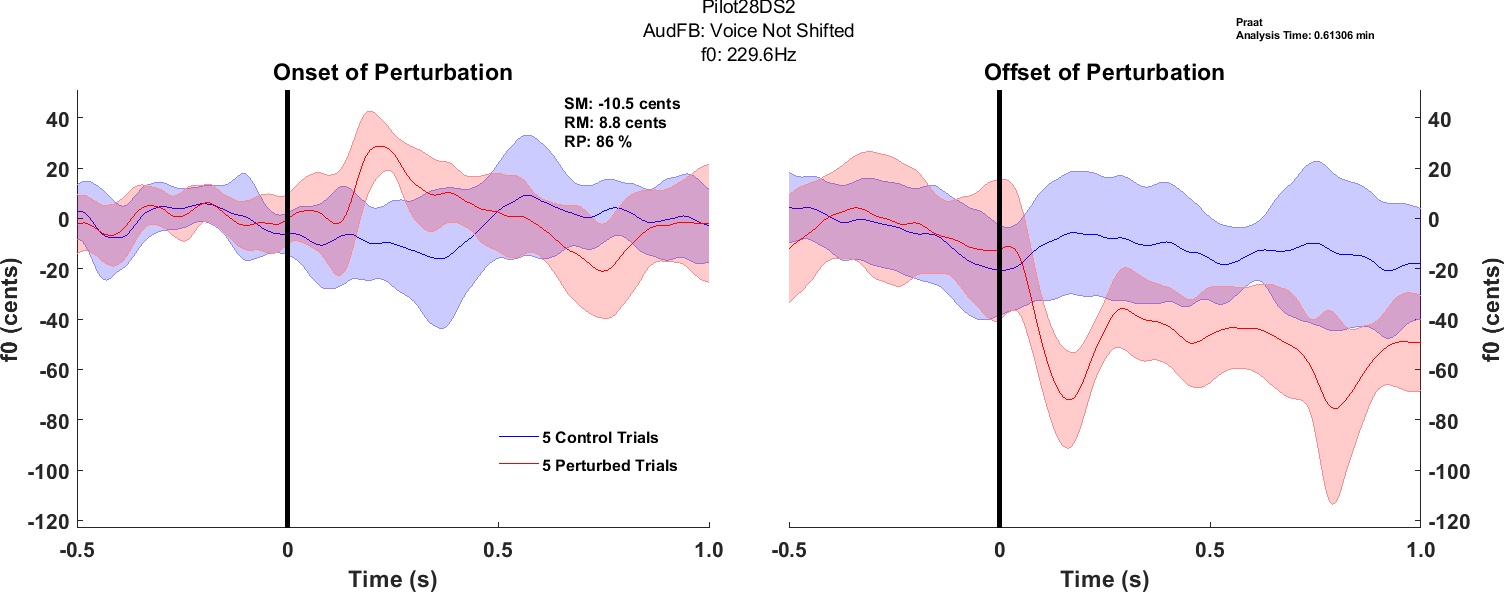 Pilot28DS2
AudFB: Voice Not Shifted
f0: 229.6Hz
Praat
Analysis Time: 0.61306 min
Onset of Perturbation
SM: -10.5 cents
RM: 8.8 cents
RP: 86 %
40
20
0
-20
-40
-60
-80
-100
-120
f0 (cents)
5 Control Trials
5 Perturbed Trials
-0.5
0
0.5
1.0
Time (s)
Offset of Perturbation
40
20
0
-20
-40
-60
-80
-100
-120
f0 (cents)
-0.5
0
0.5
1.0
Time (s)